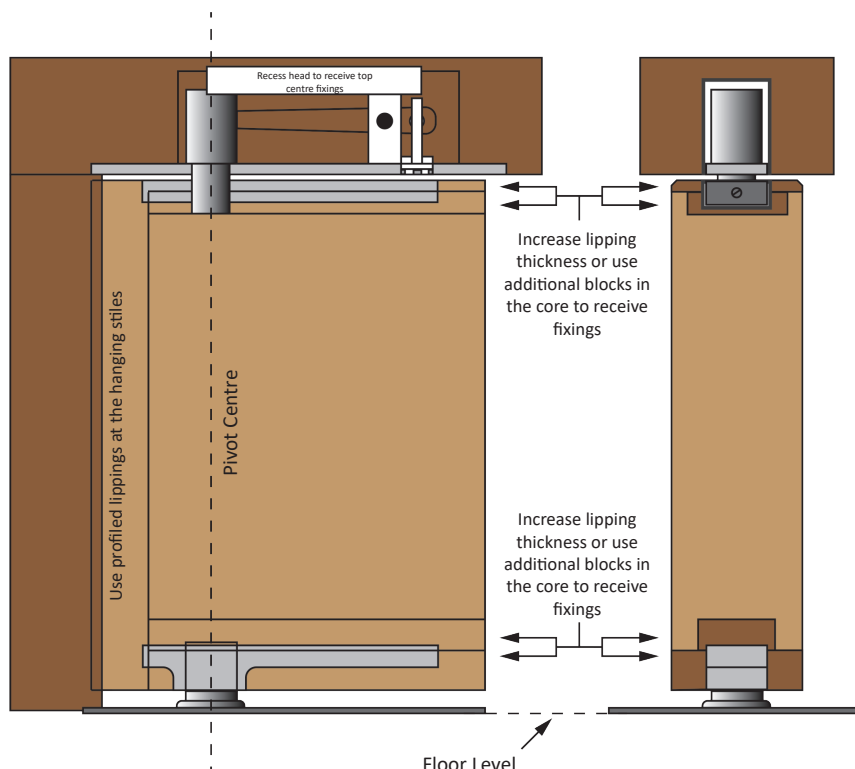 Recess head to receive top
centre fixings
Increase lipping
thickness or use
additional blocks in
the core to receive
fixings
Use profiled lippings at the hanging stiles
Pivot Centre
Increase lipping
thickness or use
additional blocks in
the core to receive
fixings
Floor Level